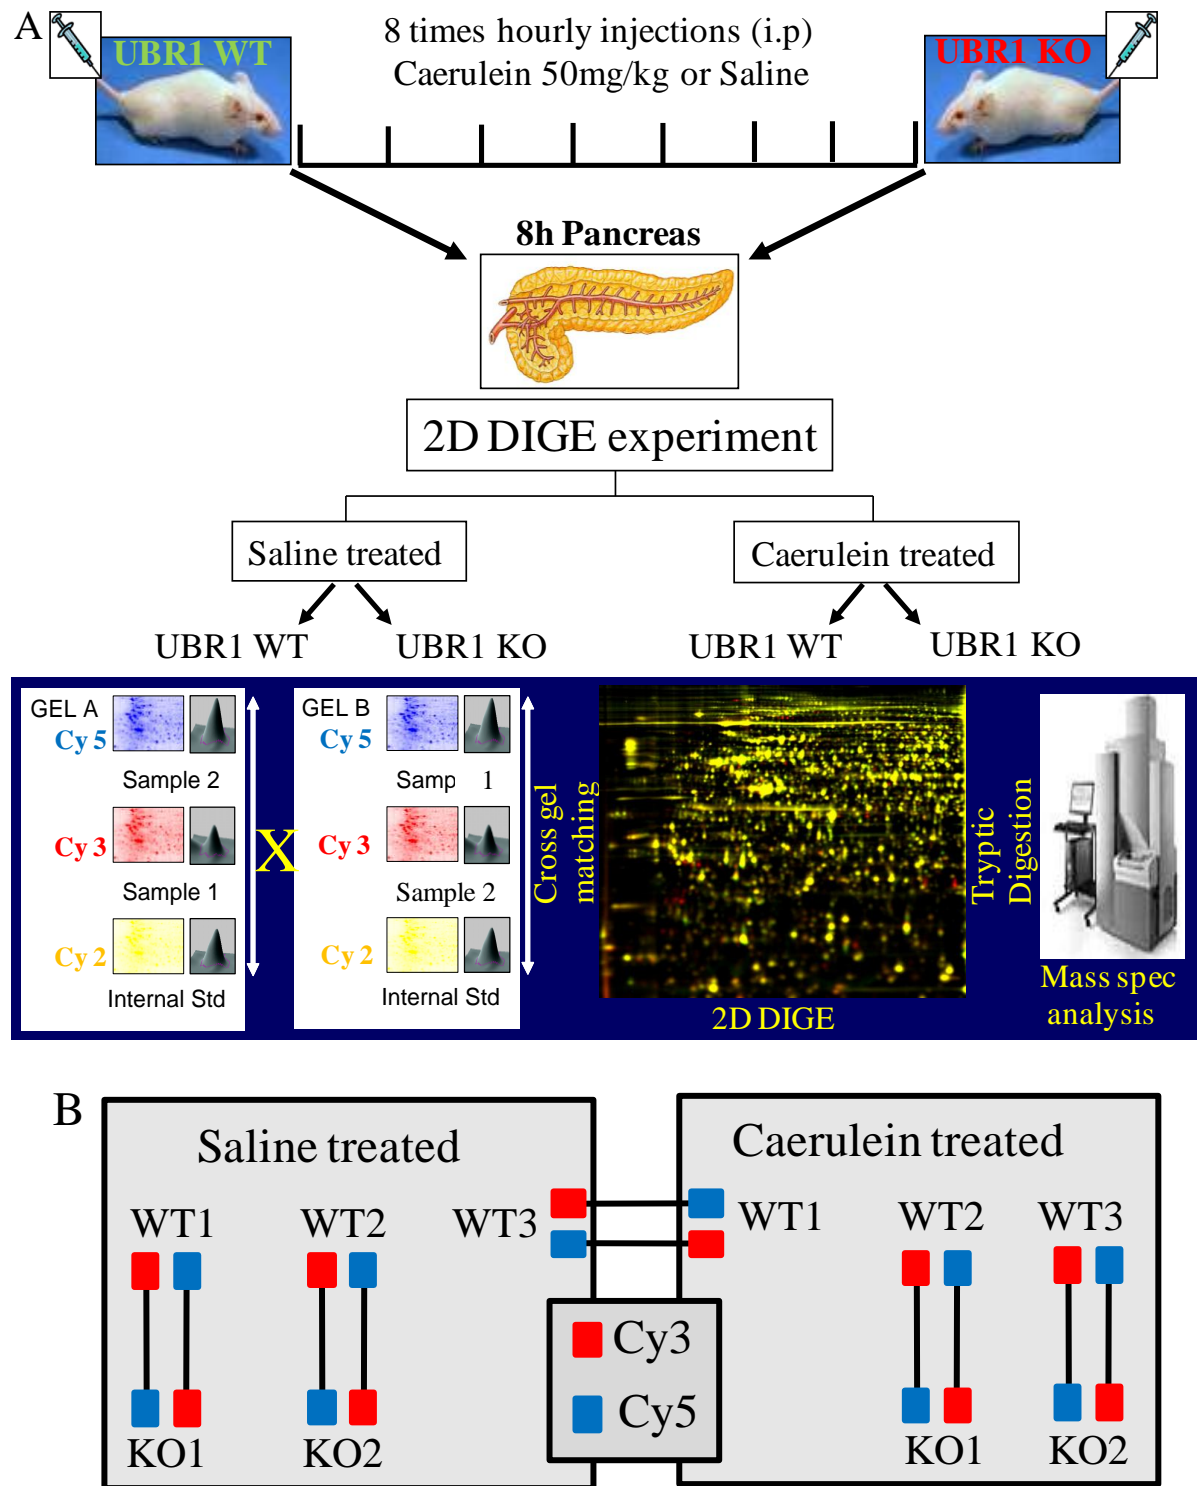 A
UBR1 WT
8 times hourly injections (i.p)
Caerulein 50mg/kg or Saline
UBR1 KO
8h Pancreas
2D DIGE experiment
Saline treated
Caerulein treated
UBR1 WT
UBR1 KO
UBR1 WT
UBR1 KO
GEL A
Cy 5
Sample 2
Cy 3
Sample 1
Cy 2
Internal Std
X
GEL B
Cy 5
Samp 1
Cy 3
Sample 2
Cy 2
Internal Std
Cross gel
matching
2D DIGE
Tryptic
Digestion
Mass spec
analysis
B
Saline treated
Caerulein treated
WT1
WT2
WT3
WT1
WT2
WT3
Cy3
Cy5
KO1
KO2
KO1
KO2